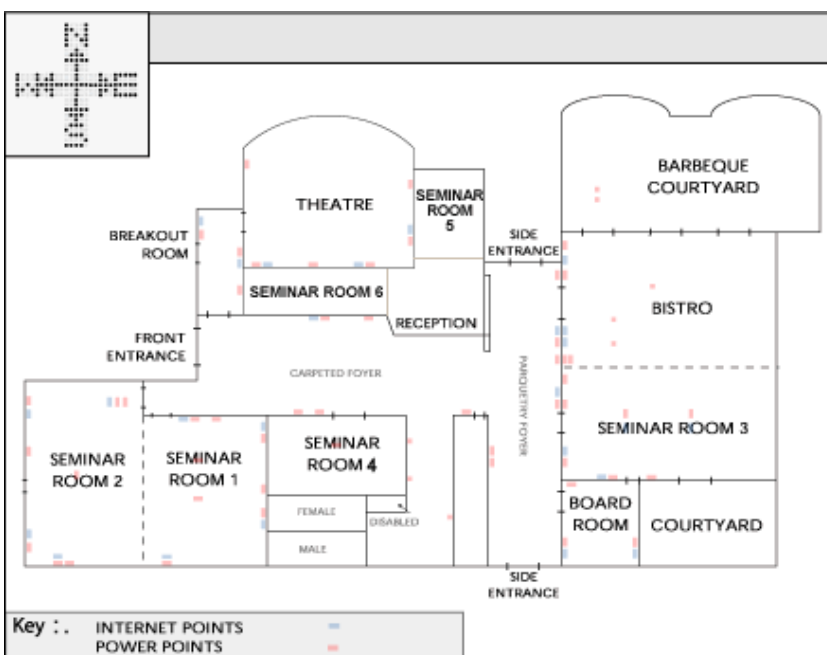 N
W E
S
BARBEQUE
COURTYARD
THEATRE
SEMINAR
ROOM
5
SIDE
ENTRANCE
BREAKOUT
ROOM
SEMINAR ROOM 6
BISTRO
RECEPTION
FRONT
ENTRANCE
CARPETED FOYER
PARQUETRY FOYER
SEMINAR ROOM 3
SEMINAR
ROOM 2
SEMINAR
ROOM 1
SEMINAR
ROOM 4
FEMALE
DISABLED
MALE
BOARD
ROOM
COURTYARD
SIDE
ENTRANCE
Key :.
INTERNET POINTS
POWER POINTS